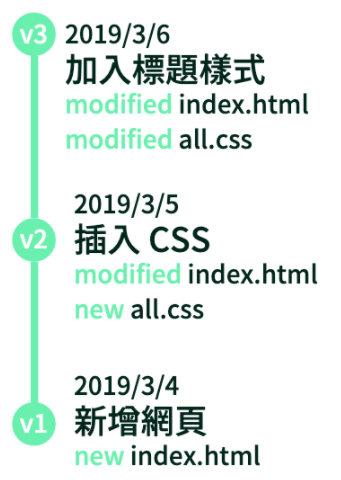 v3
2019/3/6
加入標題樣式
modified index.html
modified all.css
v2
2019/3/5
插入 CSS
modified index.html
new all.css
v1
2019/3/4
新增網頁
new index.html